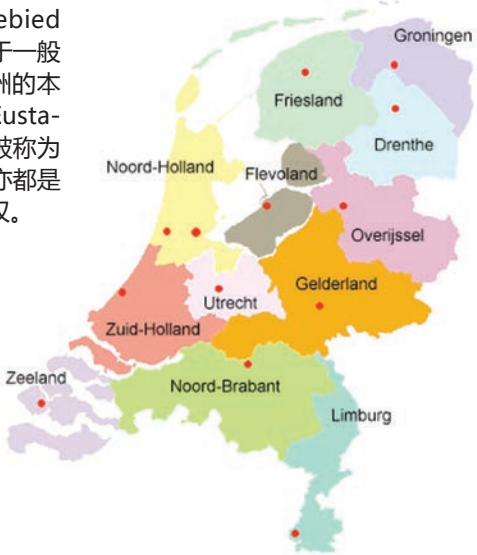 ebied
于一般
洲的本
Eusta-
被称为
亦都是
又。
Groningen
Friesland
Drenthe
Noord-Holland
Flevoland
Overijssel
Gelderland
Utrecht
Zuid-Holland
Zeeland
Noord-Brabant
Limburg